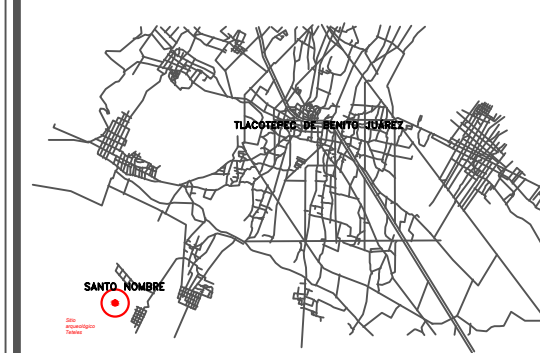 TLACOTEPEC DE BENITO JUAREZ
SANTO NOMBRE
Sitio
arqueológico
Teteles